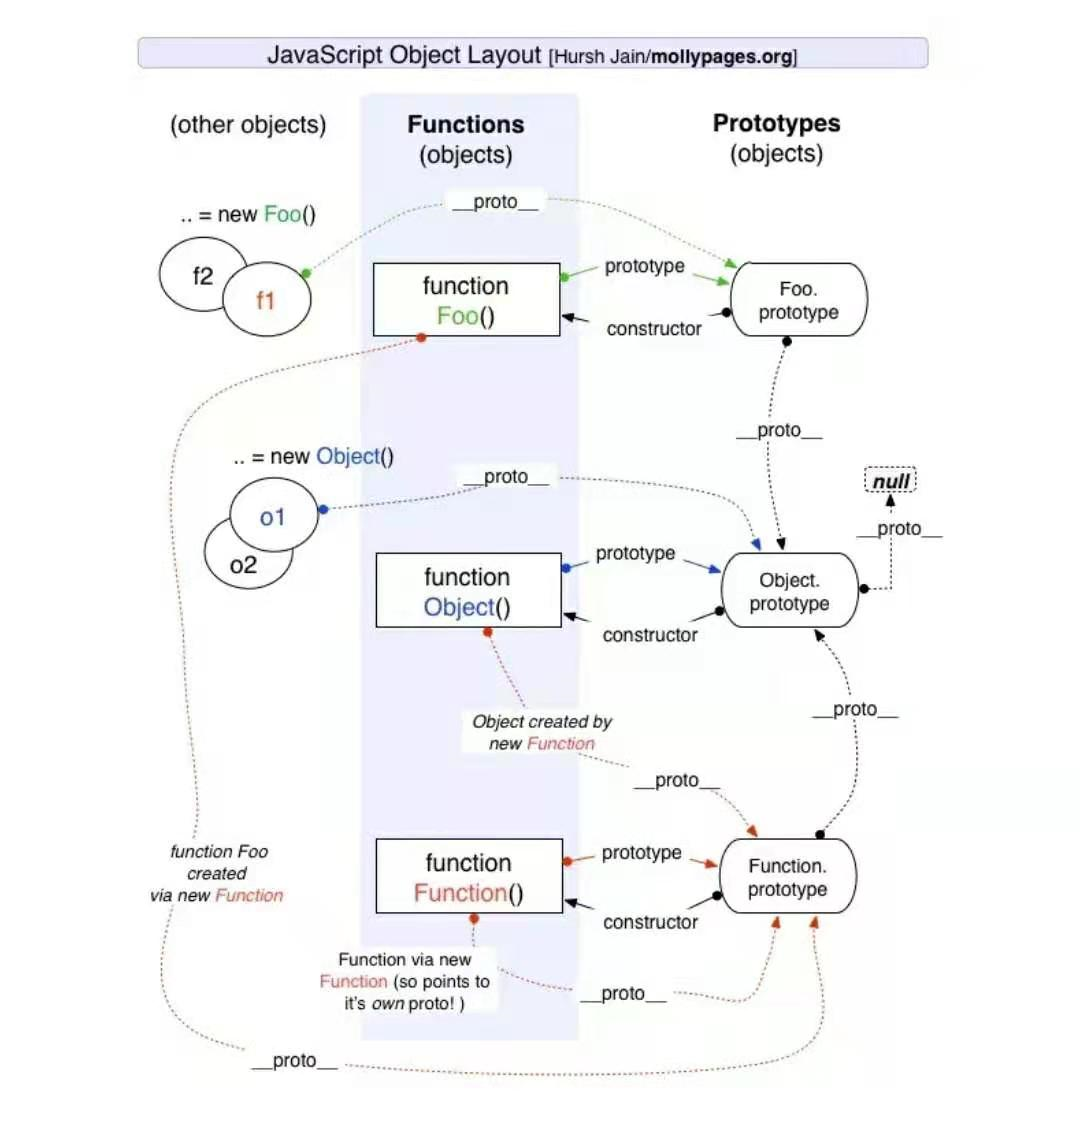 JavaScript Object Layout [Hursh Jain/mollypages.org]
(other objects)
Functions
(objects)
Prototypes
(objects)
__proto__
.. = new Foo()
f2
f1
function
Foo()
prototype
constructor
Foo.
prototype
__proto__
.. = new Object()
__proto__
null
__proto__
o1
o2
function
Object()
prototype
constructor
Object.
prototype
Object created by
new Function
__proto__
__proto__
function Foo
created
via new Function
function
Function()
prototype
constructor
Function.
prototype
Function via new
Function (so points to
it's own proto! )
__proto__
__proto__